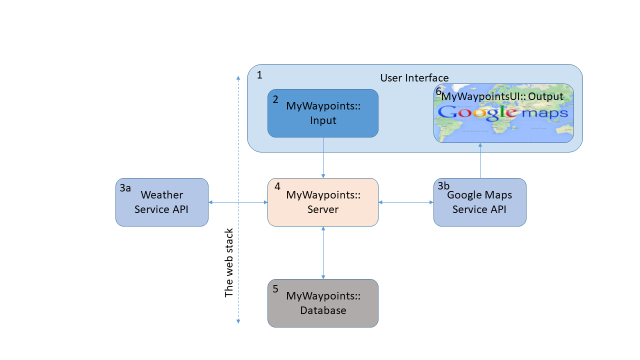 1
User Interface
2
MyWaypoints::
Input
6
MyWaypointsUI::Output
Google maps
3a
Weather
Service API
4
MyWaypoints::
Server
3b
Google Maps
Service API
The web stack
5
MyWaypoints::
Database